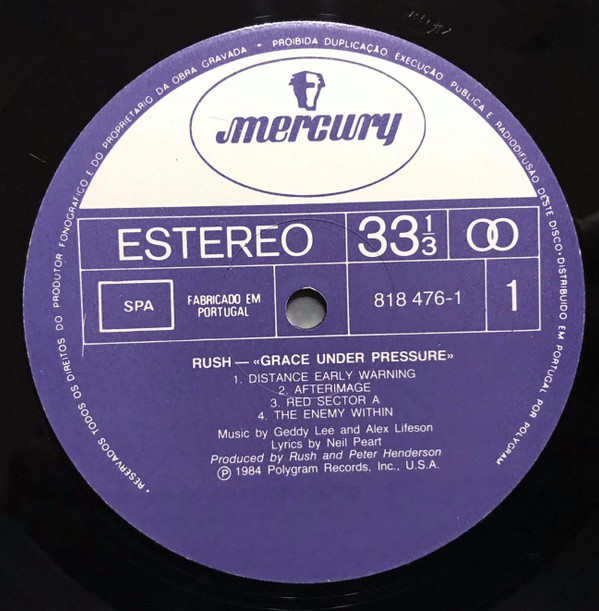 • RESERVADOS TODOS OS DIREITOS DO PRODUTOR FONOGRAFICO E DO PROPRIETARIO DA OBRA GRAVADA • PROIBIDA DUPLICAÇÃO, EXECUÇÃO, PUBLICA E RADIODIFUSÃO DESTE DISCO • DISTRIBUIDO EM PORTUGAL POR POLYGRAM
mercury
ESTEREO 33⅓
SPA FABRICADO EM
PORTUGAL 818 476-1 1
RUSH — «GRACE UNDER PRESSURE»
1. DISTANCE EARLY WARNING
2. AFTERIMAGE
3. RED SECTOR A
4. THE ENEMY WITHIN
Music by Geddy Lee and Alex Lifeson
Lyrics by Neil Peart
Produced by Rush and Peter Henderson
℗ 1984 Polygram Records, Inc., U.S.A.